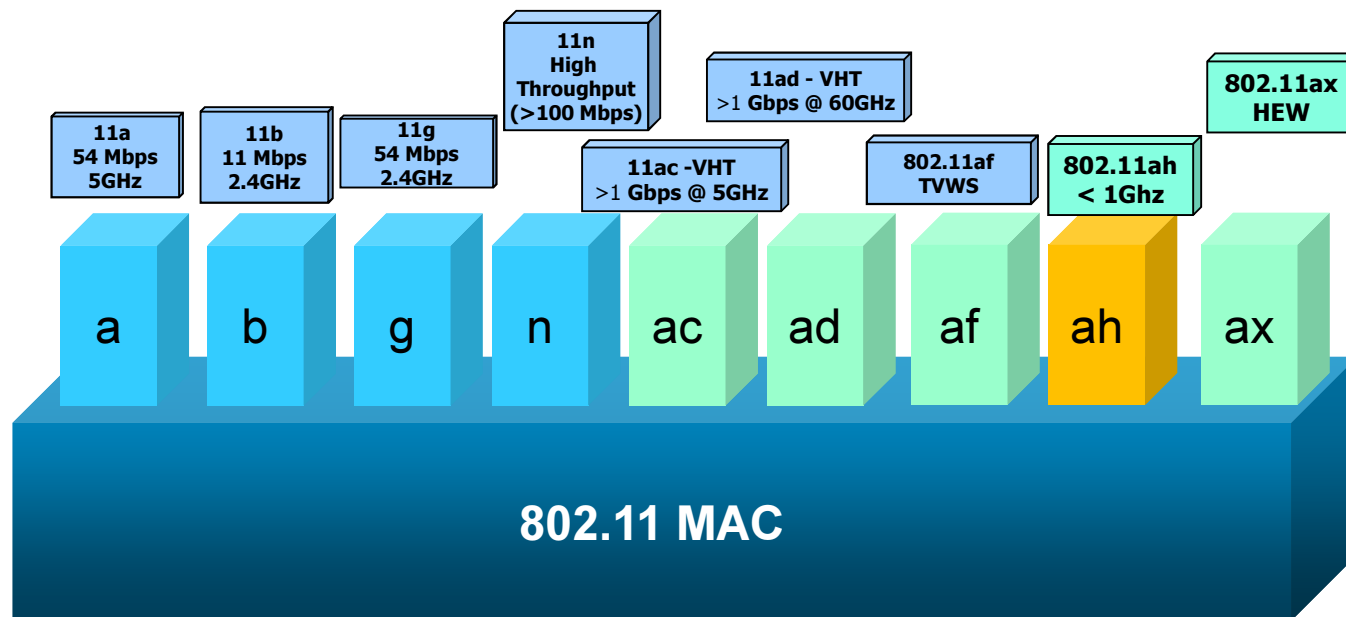 11a
54 Mbps
5GHz
11b
11 Mbps
2.4GHz
11g
54 Mbps
2.4GHz
11n
High
Throughput
(>100 Mbps)
11ac -VHT
>1 Gbps @ 5GHz
11ad - VHT
>1 Gbps @ 60GHz
802.11af
TVWS
802.11ah
< 1Ghz
802.11ax
HEW
a
b
g
n
ac
ad
af
ah
ax
802.11 MAC